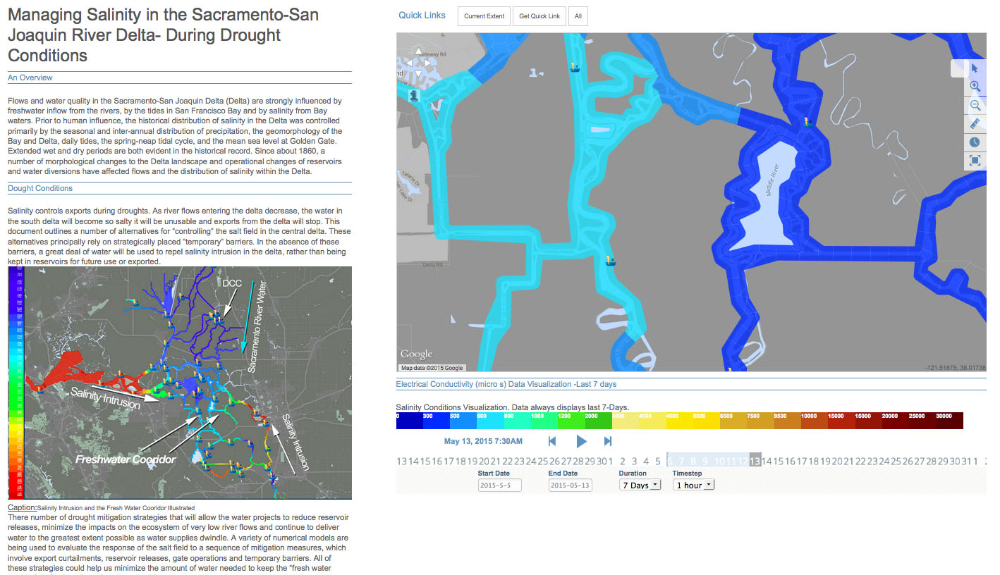 Managing Salinity in the Sacramento-San
Joaquin River Delta- During Drought
Conditions
An Overview
Flows and water quality in the Sacramento-San Joaquin Delta (Delta) are strongly influenced by
freshwater inflow from the rivers, by the tides in San Francisco Bay and by salinity from Bay
waters. Prior to human influence, the historical distribution of salinity in the Delta was controlled
primarily by the seasonal and inter-annual distribution of precipitation, the geomorphology of the
Bay and Delta, daily tides, the spring-neap tidal cycle, and the mean sea level at Golden Gate.
Extended wet and dry periods are both evident in the historical record. Since about 1860, a
number of morphological changes to the Delta landscape and operational changes of reservoirs
and water diversions have affected flows and the distribution of salinity within the Delta.
Dought Conditions
Salinity controls exports during droughts. As river flows entering the delta decrease, the water in
the south delta will become so salty it will be unusable and exports from the delta will stop. This
document outlines a number of alternatives for “controlling” the salt field in the central delta. These
alternatives principally rely on strategically placed “temporary” barriers. In the absence of these
barriers, a great deal of water will be used to repel salinity intrusion in the delta, rather than being
kept in reservoirs for future use or exported.
DCC
Sacramento River Water
Salinity Intrusion
Salinity Intrusion
Freshwater Cooridor
Caption:Salinity Intrusion and the Fresh Water Cooridor Illustrated
There number of drought mitigation strategies that will allow the water projects to reduce reservoir
releases, minimize the impacts on the ecosystem of very low river flows and continue to deliver
water to the greatest extent possible as water supplies dwindle. A variety of numerical models are
being used to evaluate the response of the salt field to a sequence of mitigation measures, which
involve export curtailments, reservoir releases, gate operations and temporary barriers. All of
these strategies could help us minimize the amount of water needed to keep the “fresh water
Quick Links Current Extent Get Quick Link All
Gateway Rd
nd
Middle River
Delta Rd
Google
Map data ©2015 Google
-121.51875, 38.01738
Electrical Conductivity (micro s) Data Visualization -Last 7 days
Salinity Conditions Visualization. Data always displays last 7-Days.
0 300 500 600 800 1000 1200 2000 3000 4000 4500 5500 6500 7500 8500 10000 15000 15000 20000 25000 30000
May 13, 2015 7:30AM
13 14 15 16 17 18 19 20 21 22 23 24 25 26 27 28 29 30 1 2 3 4 5 6 7 8 9 10 11 12 13 14 15 16 17 18 19 20 21 22 23 24 25 26 27 28 29 30 31 1
Start Date End Date Duration Timestep
2015-5-5 2015-05-13 7 Days 1 hour